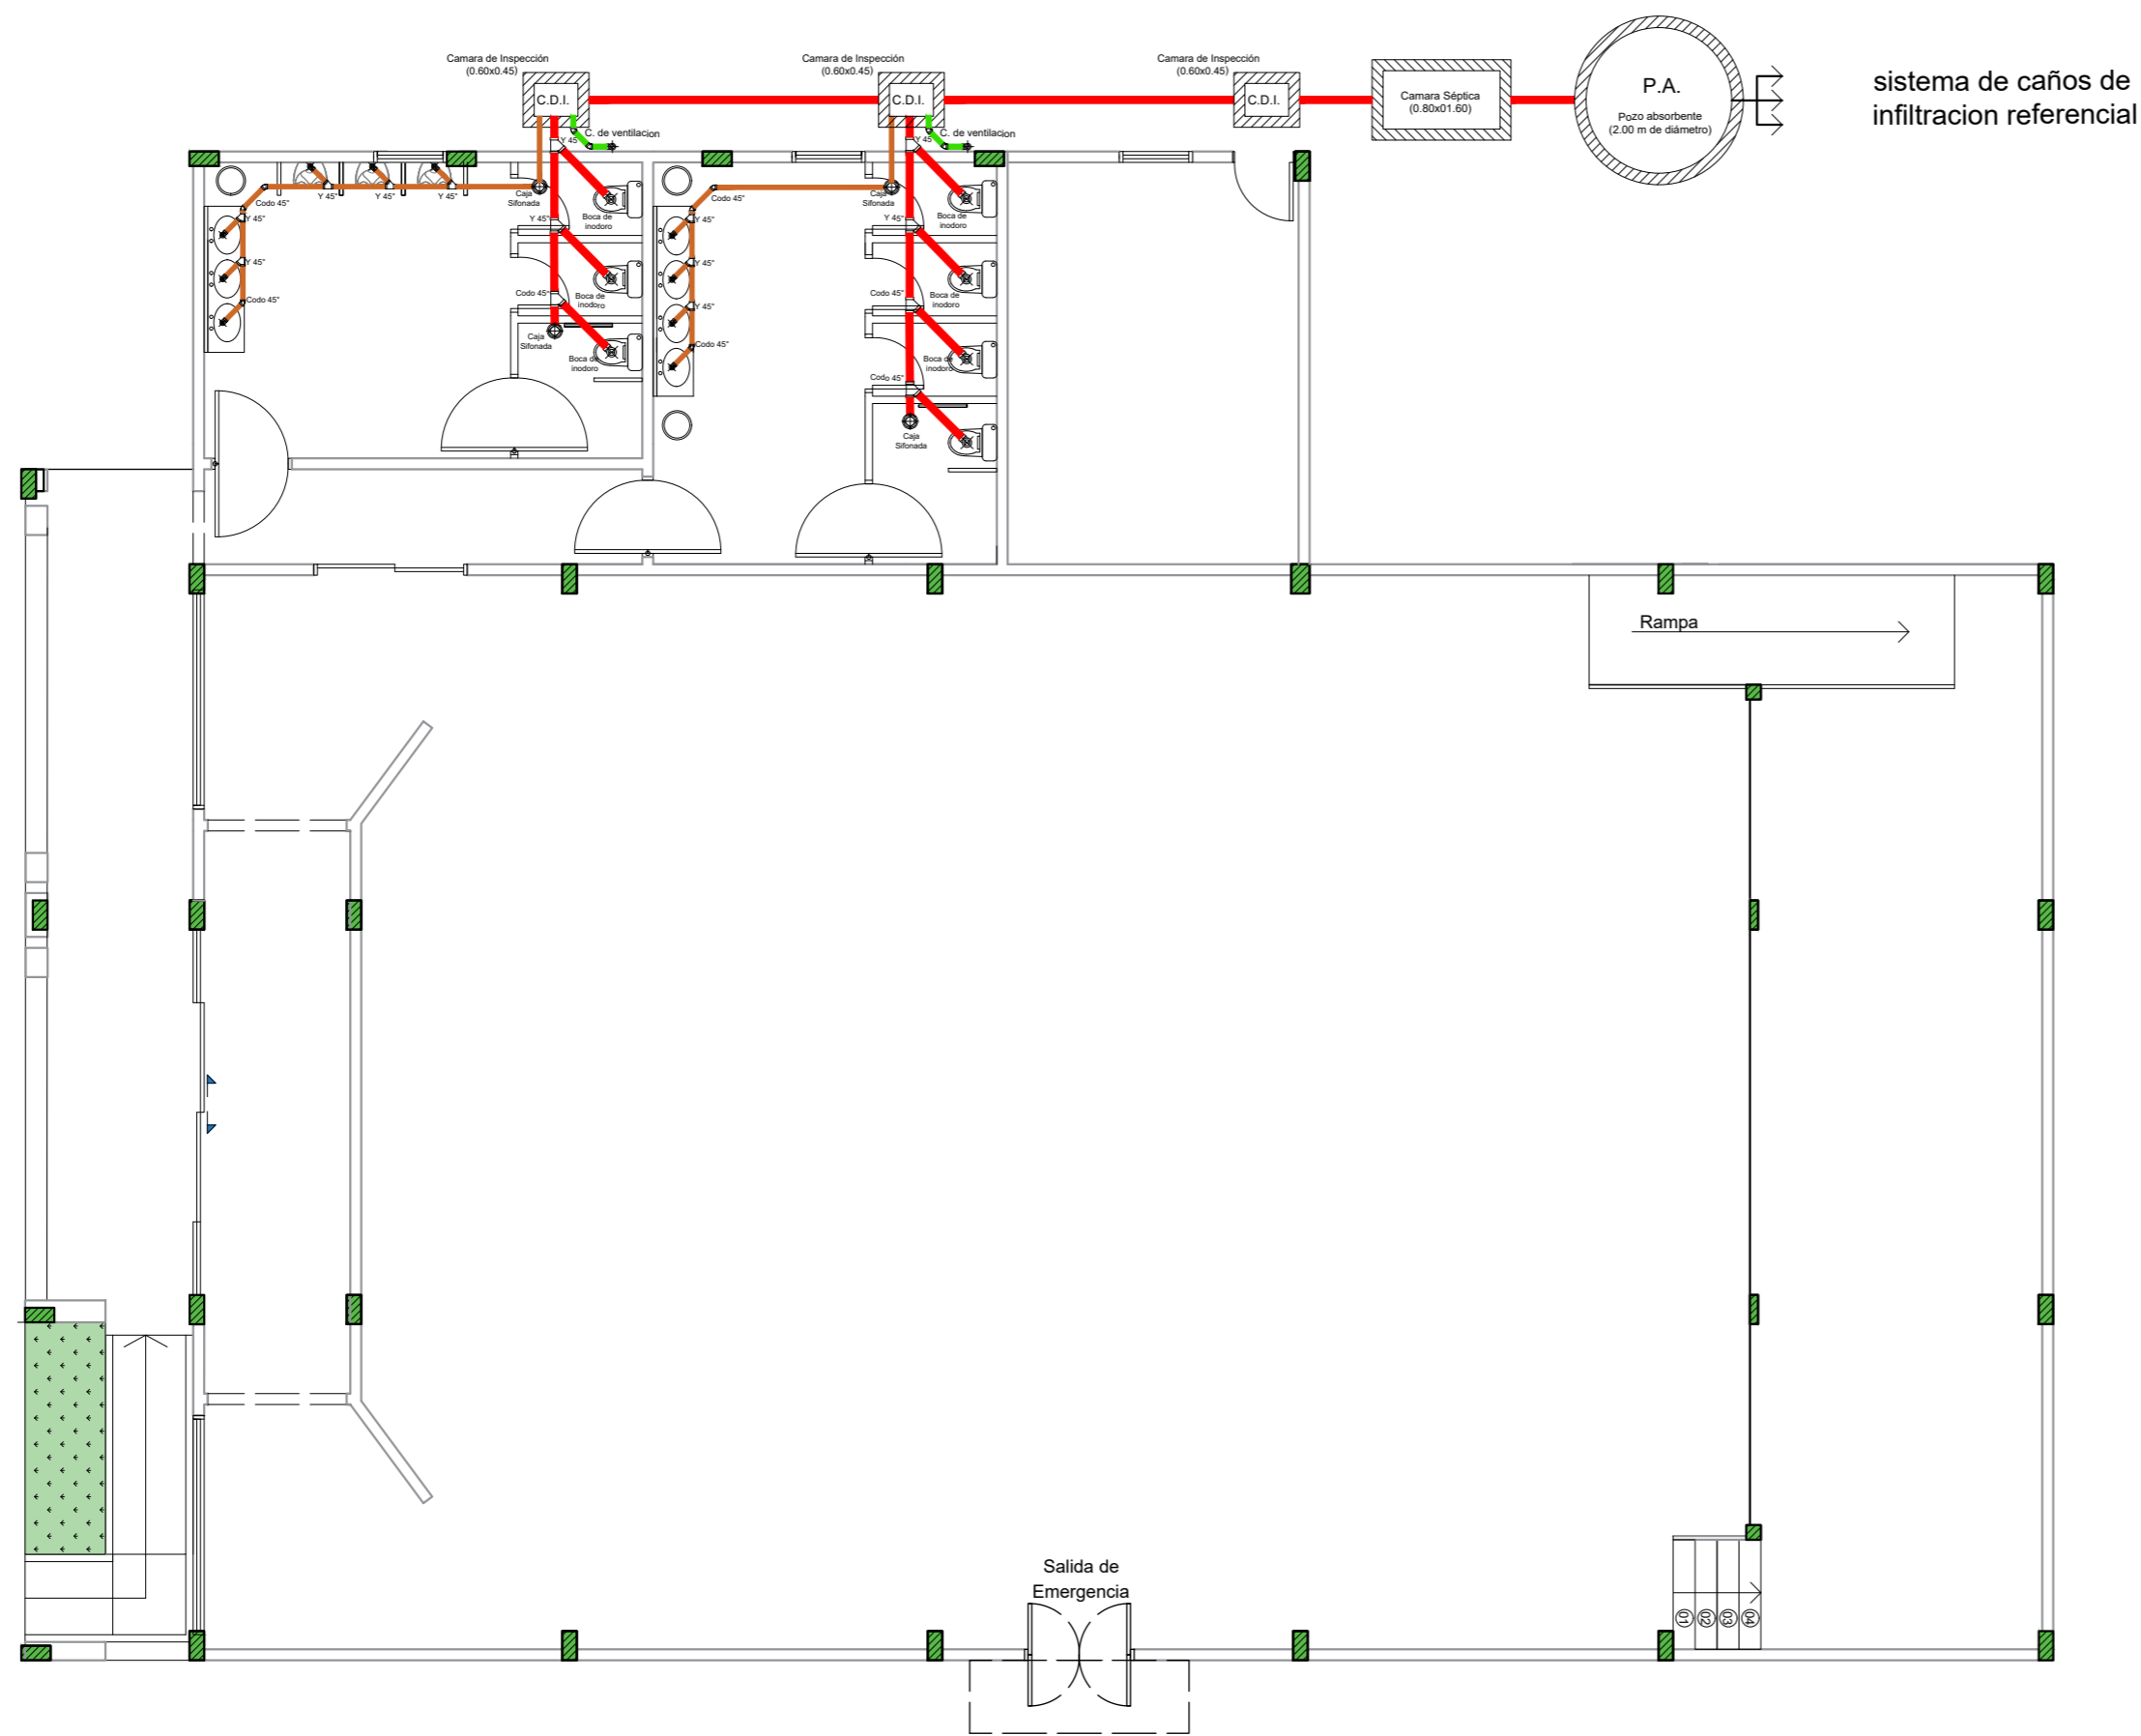 Camara de Inspección
(0.60x0.45)
C.D.I.
Camara de Inspección
(0.60x0.45)
C.D.I.
Camara de Inspección
(0.60x0.45)
C.D.I.
Camara Séptica
(0.80x01.60)
P.A.
Pozo absorbente
(2.00 m de diámetro)
sistema de caños de
infiltracion referencial
C. de ventilacion
Y 45°
C. de ventilacion
Y 45°
Codo 45°
Y 45°
Y 45°
Y 45°
Caja
Sifonada
Codo 45°
Caja
Sifonada
Y 45°
Y 45°
Codo 45°
Y 45°
Boca de
inodoro
Codo 45°
Boca de
inodoro
Caja
Sifonada
Boca de
inodoro
Y 45°
Y 45°
Y 45°
Codo 45°
Y 45°
Boca de
inodoro
Codo 45°
Boca de
inodoro
Boca de
inodoro
Codo 45°
Caja
Sifonada
Rampa
Salida de
Emergencia
01
02
03
04